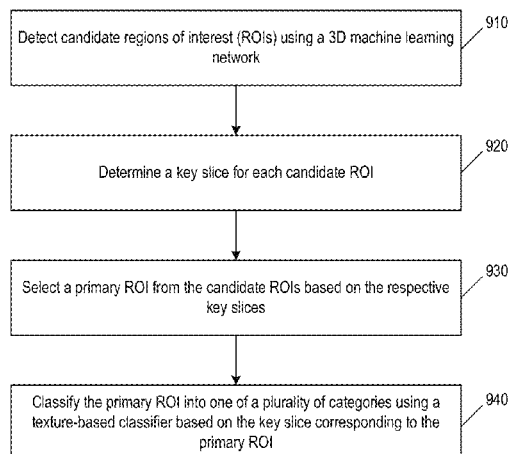 Detect candidate regions of interest (ROIs) using a 3D machine learning
network
910
Determine a key slice for each candidate ROI
920
Select a primary ROI from the candidate ROIs based on the respective
key slices
930
Classify the primary ROI into one of a plurality of categories using a
texture-based classifier based on the key slice corresponding to the
primary ROI
940